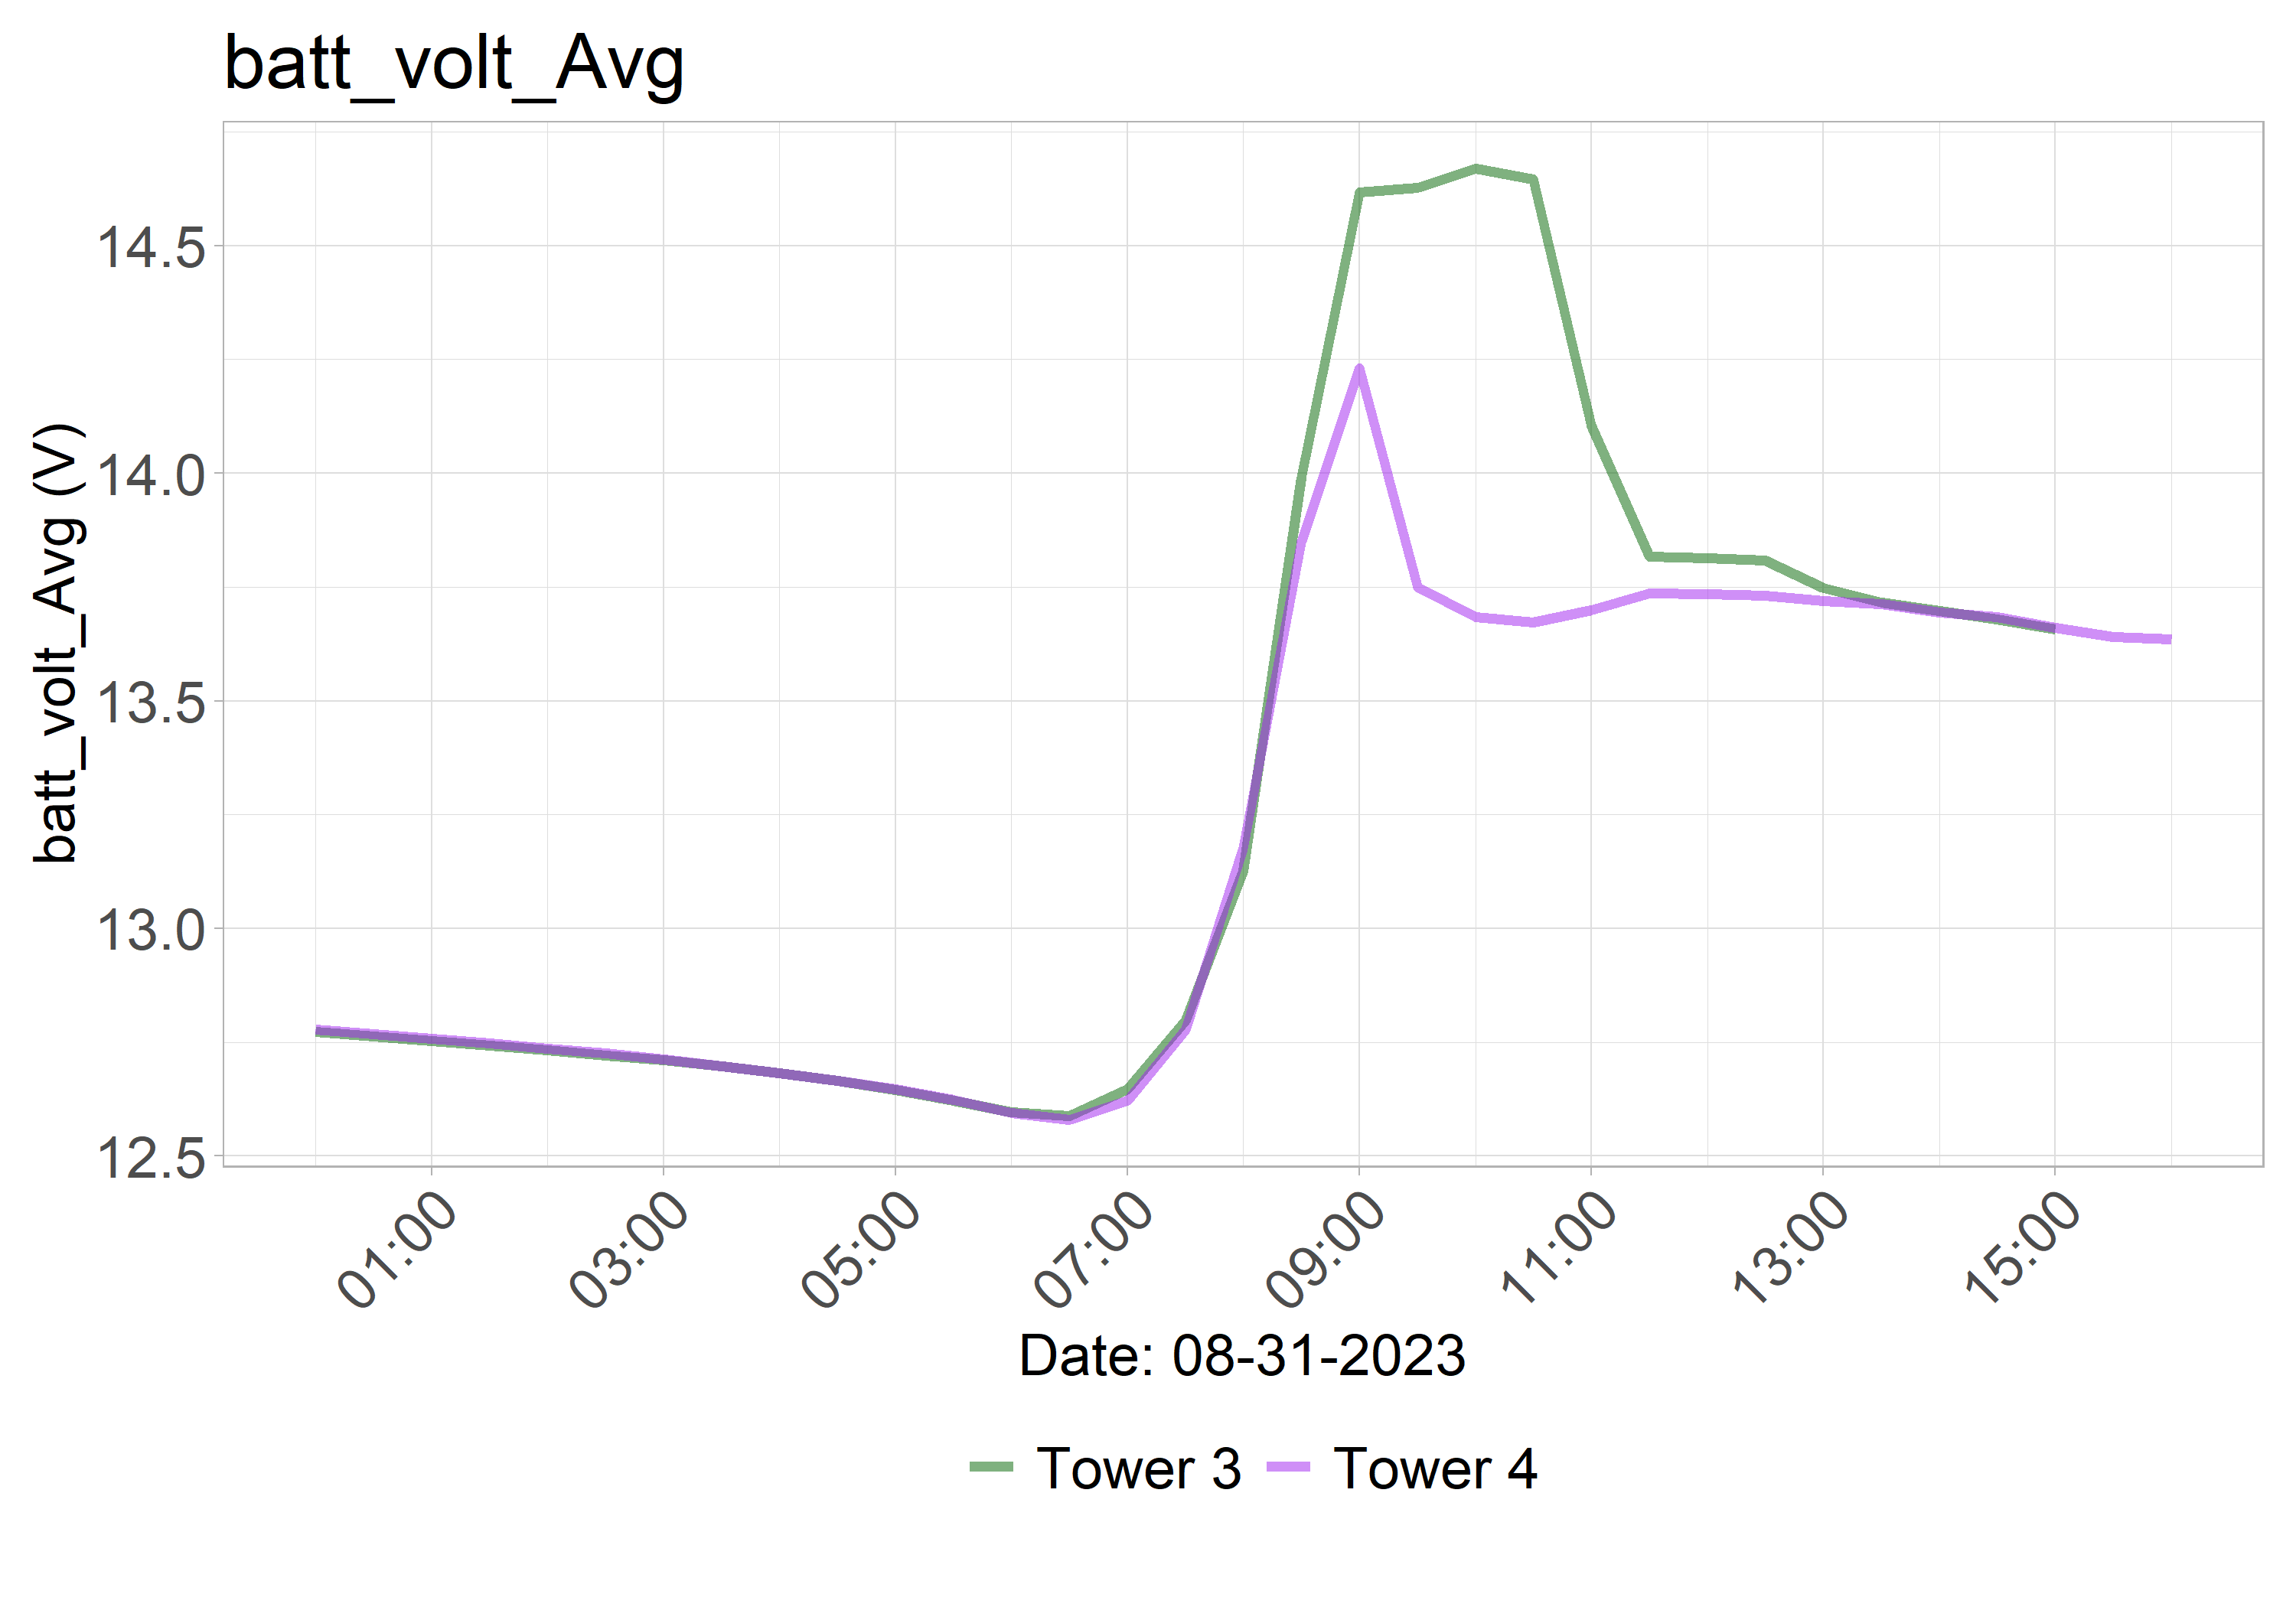 batt_volt_Avg
batt_volt_Avg (V)
14.5
14.0
13.5
13.0
12.5
01:00
03:00
05:00
07:00
09:00
11:00
13:00
15:00
Date: 08-31-2023
Tower 3
Tower 4